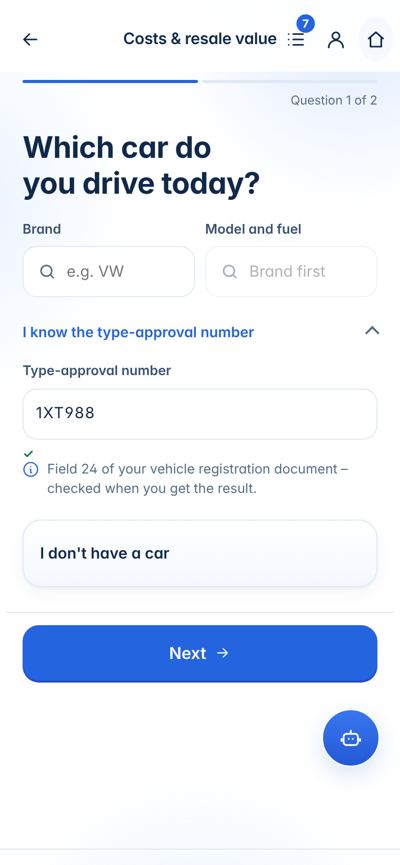 Costs & resale value
7
Question 1 of 2
Which car do
you drive today?
Brand
Model and fuel
e.g. VW
Brand first
I know the type-approval number
Type-approval number
1XT988
Field 24 of your vehicle registration document –
checked when you get the result.
I don't have a car
Next